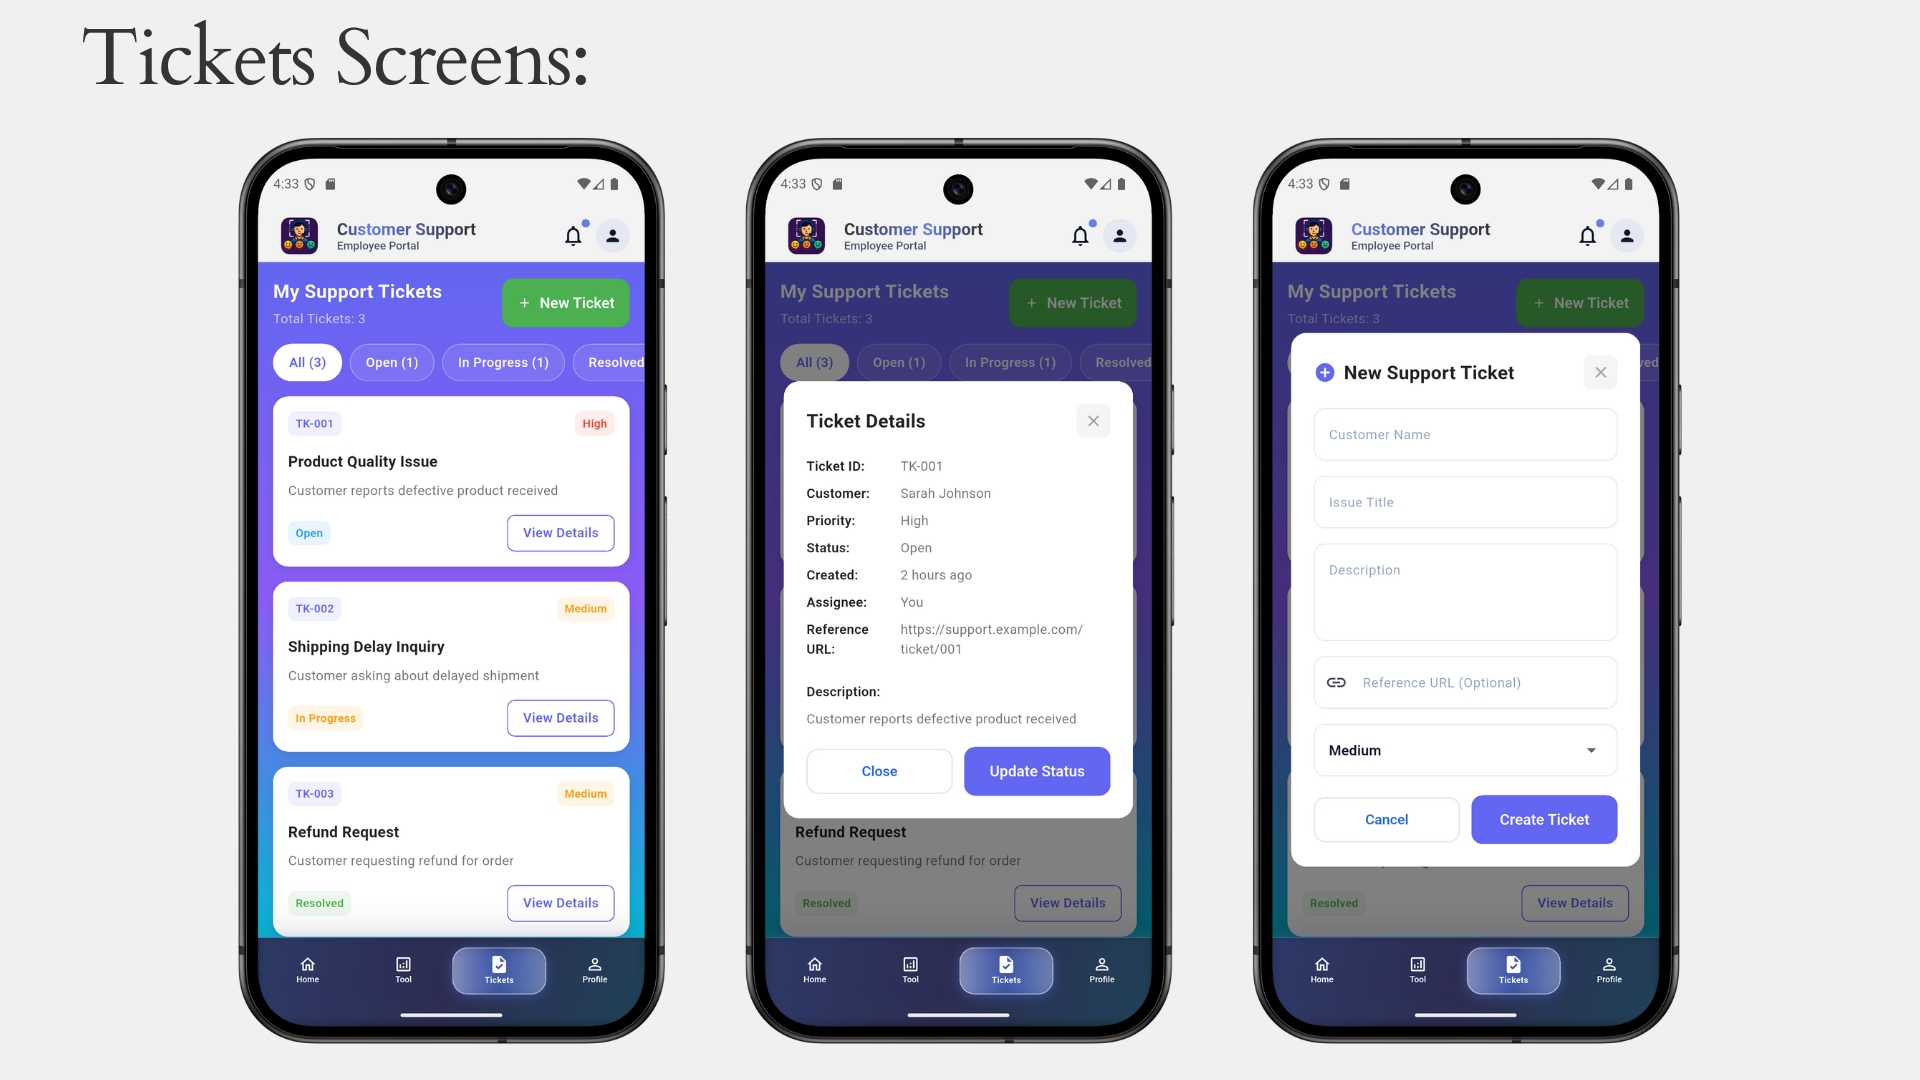 Tickets Screens:
4:33
Customer Support
Employee Portal
My Support Tickets
Total Tickets: 3
+ New Ticket
All (3)
Open (1)
In Progress (1)
Resolved
TK-001
High
Product Quality Issue
Customer reports defective product received
Open
View Details
TK-002
Medium
Shipping Delay Inquiry
Customer asking about delayed shipment
In Progress
View Details
TK-003
Medium
Refund Request
Customer requesting refund for order
Resolved
View Details
Home
Tool
Tickets
Profile
4:33
Customer Support
Employee Portal
My Support Tickets
Total Tickets: 3
+ New Ticket
All (3)
Open (1)
In Progress (1)
Resolved
Ticket Details
Ticket ID: TK-001
Customer: Sarah Johnson
Priority: High
Status: Open
Created: 2 hours ago
Assignee: You
Reference https://support.example.com/
URL: ticket/001
Description:
Customer reports defective product received
Close
Update Status
Refund Request
Customer requesting refund for order
Resolved
View Details
Home
Tool
Tickets
Profile
4:33
Customer Support
Employee Portal
My Support Tickets
Total Tickets: 3
+ New Ticket
ved
New Support Ticket
Customer Name
Issue Title
Description
Reference URL (Optional)
Medium
Cancel
Create Ticket
Resolved
View Details
Home
Tool
Tickets
Profile